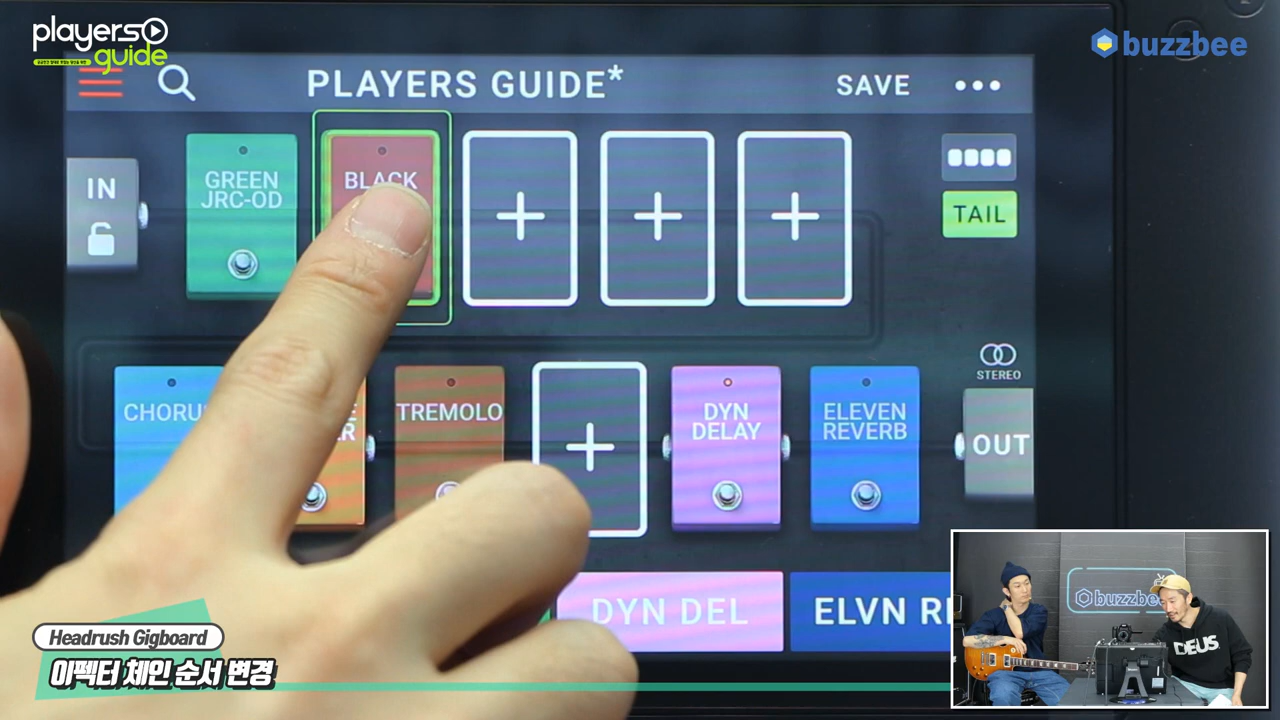 players
guide
buzzbee
PLAYERS GUIDE*
SAVE
IN
GREEN
JRC-OD
BLACK
TAIL
STEREO
TREMOLO
DYN
DELAY
ELEVEN
REVERB
OUT
DYN DEL
ELVN
buzzbee
DEUS
Headrush Gigboard
이펙터 체인 순서 변경